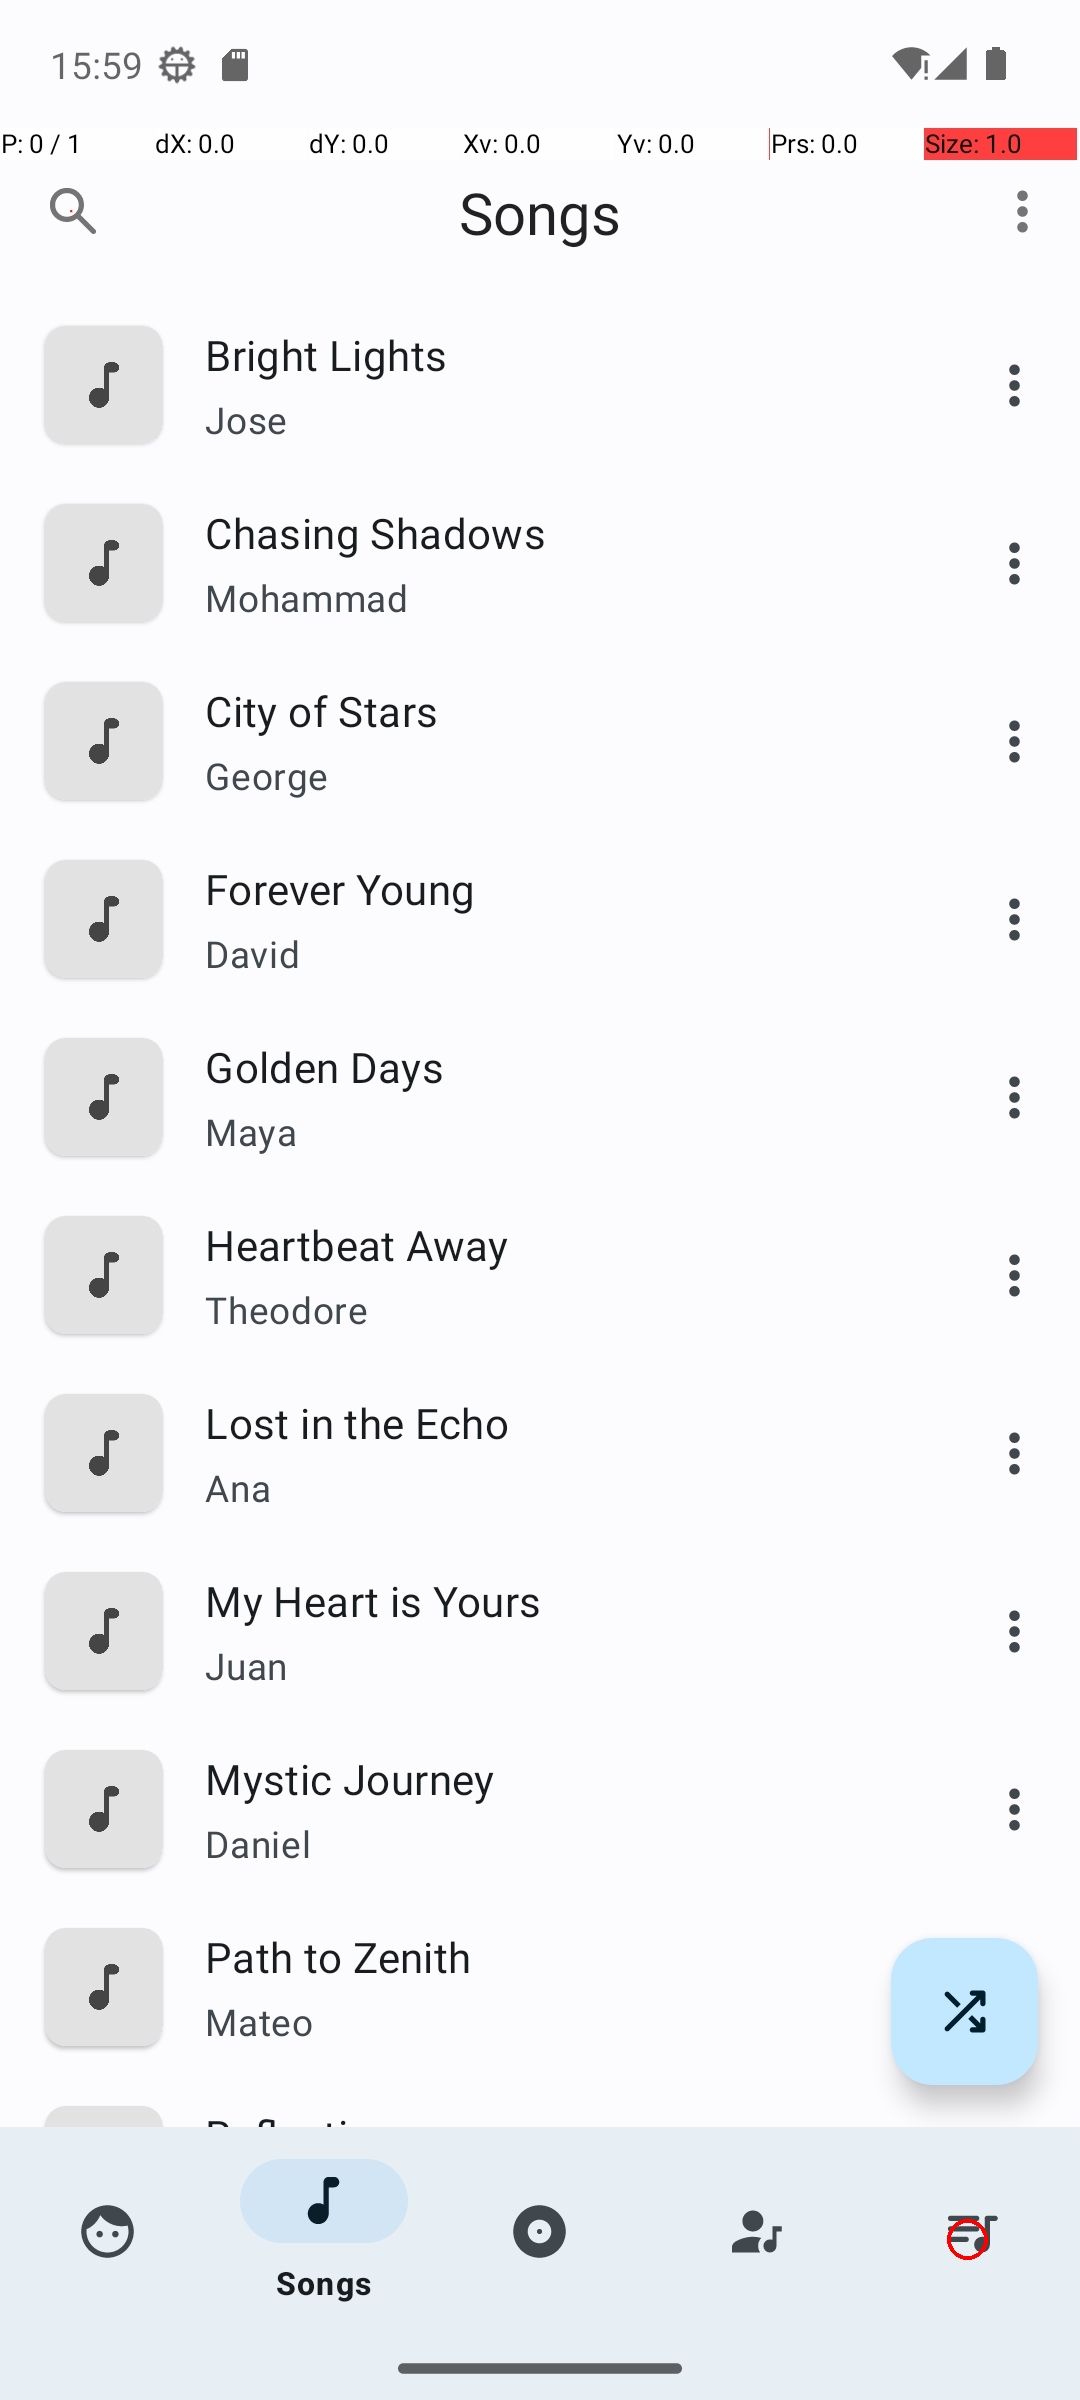 15:59
P: 0 / 1 dX: 0.0 dY: 0.0 Xv: 0.0 Yv: 0.0 Prs: 0.0 Size: 1.0
Songs
Bright Lights
Jose
Chasing Shadows
Mohammad
City of Stars
George
Forever Young
David
Golden Days
Maya
Heartbeat Away
Theodore
Lost in the Echo
Ana
My Heart is Yours
Juan
Mystic Journey
Daniel
Path to Zenith
Mateo
Songs